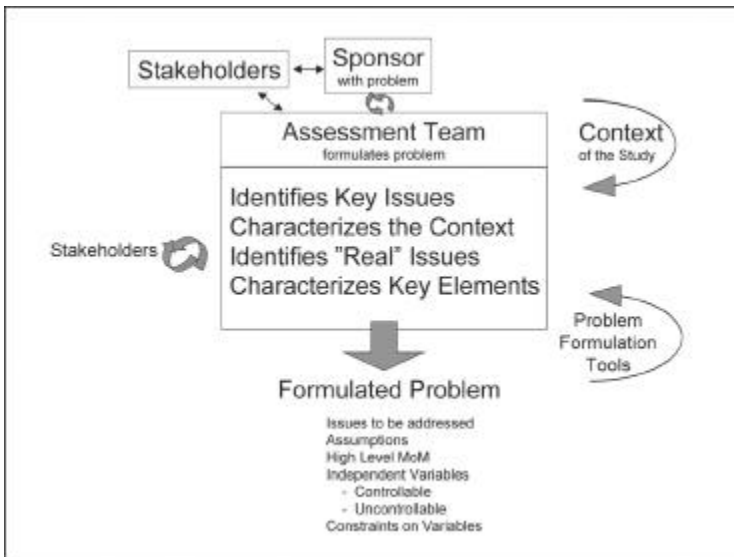 Stakeholders
Sponsor
with problem
Assessment Team
formulates problem
Context
of the Study
Identifies Key Issues
Characterizes the Context
Identifies ”Real” Issues
Characterizes Key Elements
Stakeholders
Problem
Formulation
Tools
Formulated Problem
Issues to be addressed
Assumptions
High Level MoM
Independent Variables
- Controllable
- Uncontrollable
Constraints on Variables